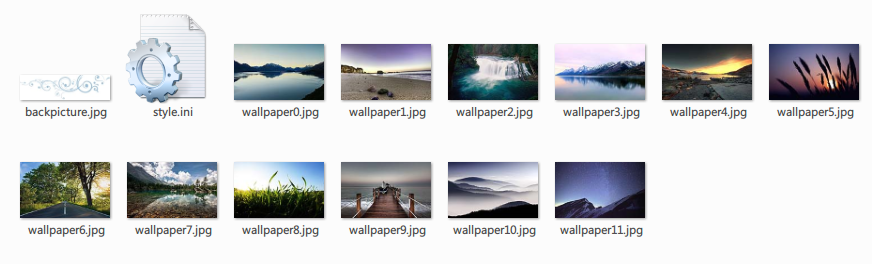 backpicture.jpg
style.ini
wallpaper0.jpg
wallpaper1.jpg
wallpaper2.jpg
wallpaper3.jpg
wallpaper4.jpg
wallpaper5.jpg
wallpaper6.jpg
wallpaper7.jpg
wallpaper8.jpg
wallpaper9.jpg
wallpaper10.jpg
wallpaper11.jpg